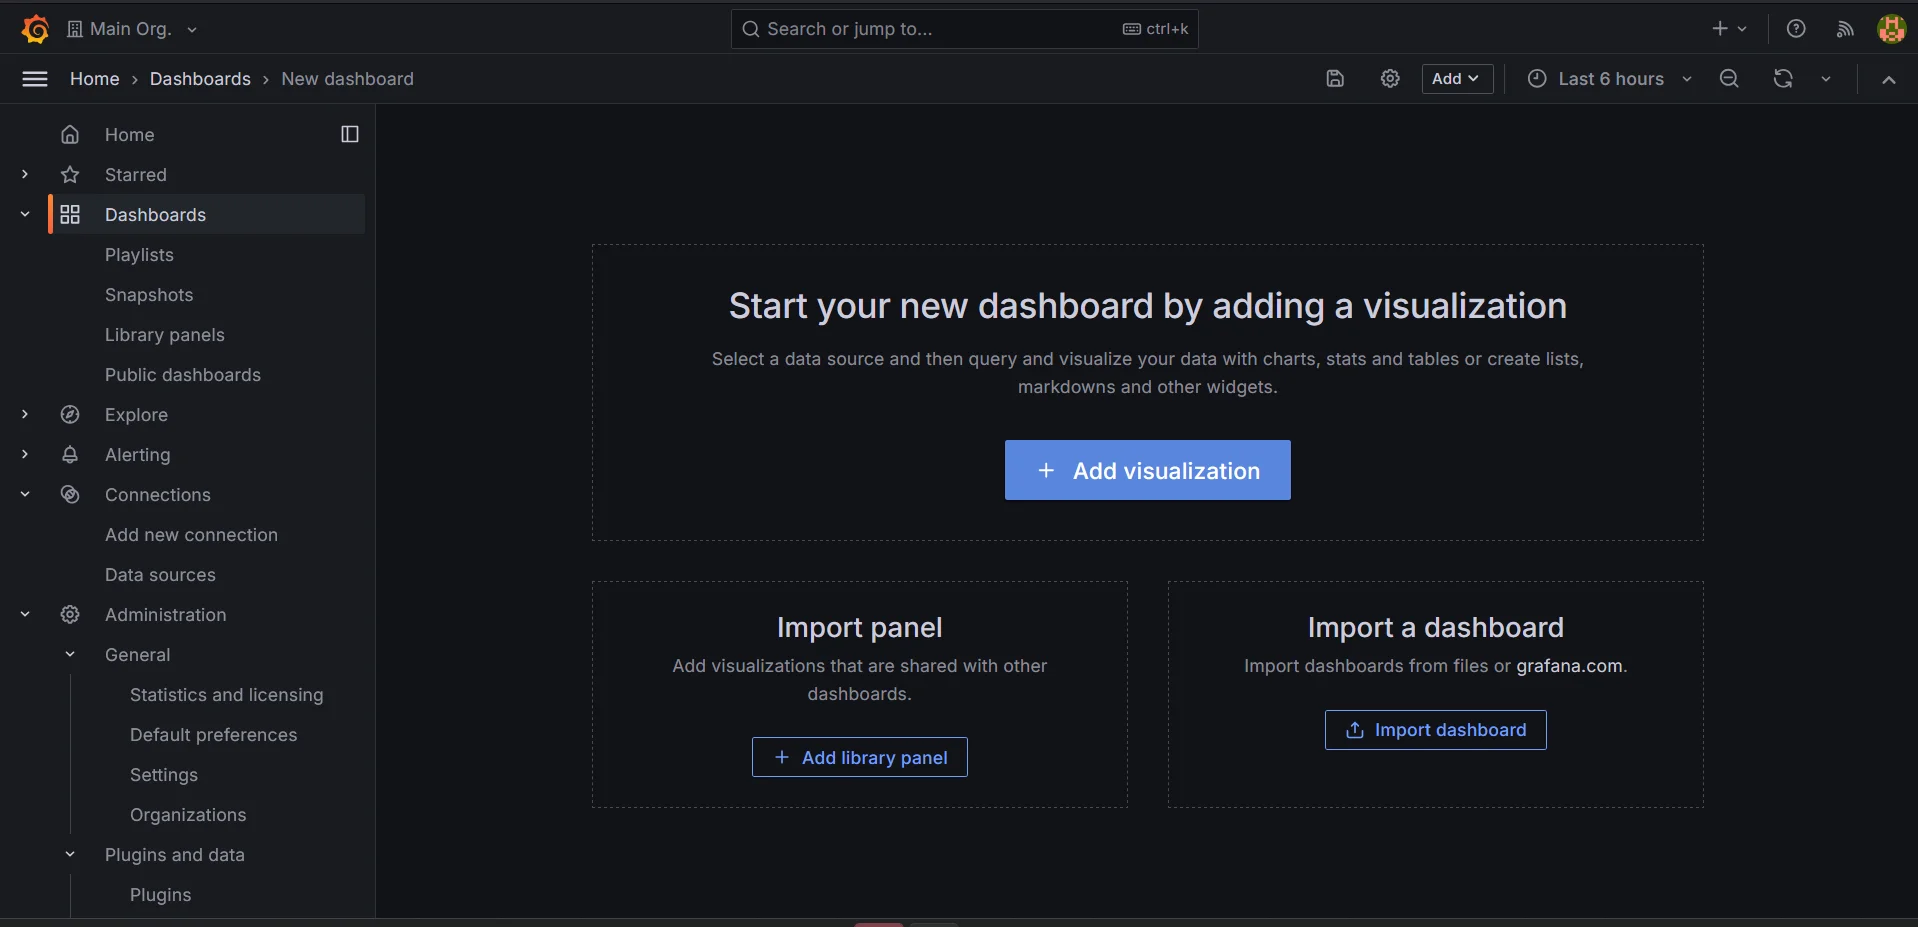 Main Org.
Search or jump to...
ctrl+k
Home
Dashboards
New dashboard
Add
Last 6 hours
Home
Starred
Dashboards
Playlists
Snapshots
Library panels
Public dashboards
Explore
Alerting
Connections
Add new connection
Data sources
Administration
General
Statistics and licensing
Default preferences
Settings
Organizations
Plugins and data
Plugins
Start your new dashboard by adding a visualization
Select a data source and then query and visualize your data with charts, stats and tables or create lists,
markdowns and other widgets.
Add visualization
Import panel
Add visualizations that are shared with other
dashboards.
Add library panel
Import a dashboard
Import dashboards from files or grafana.com.
Import dashboard